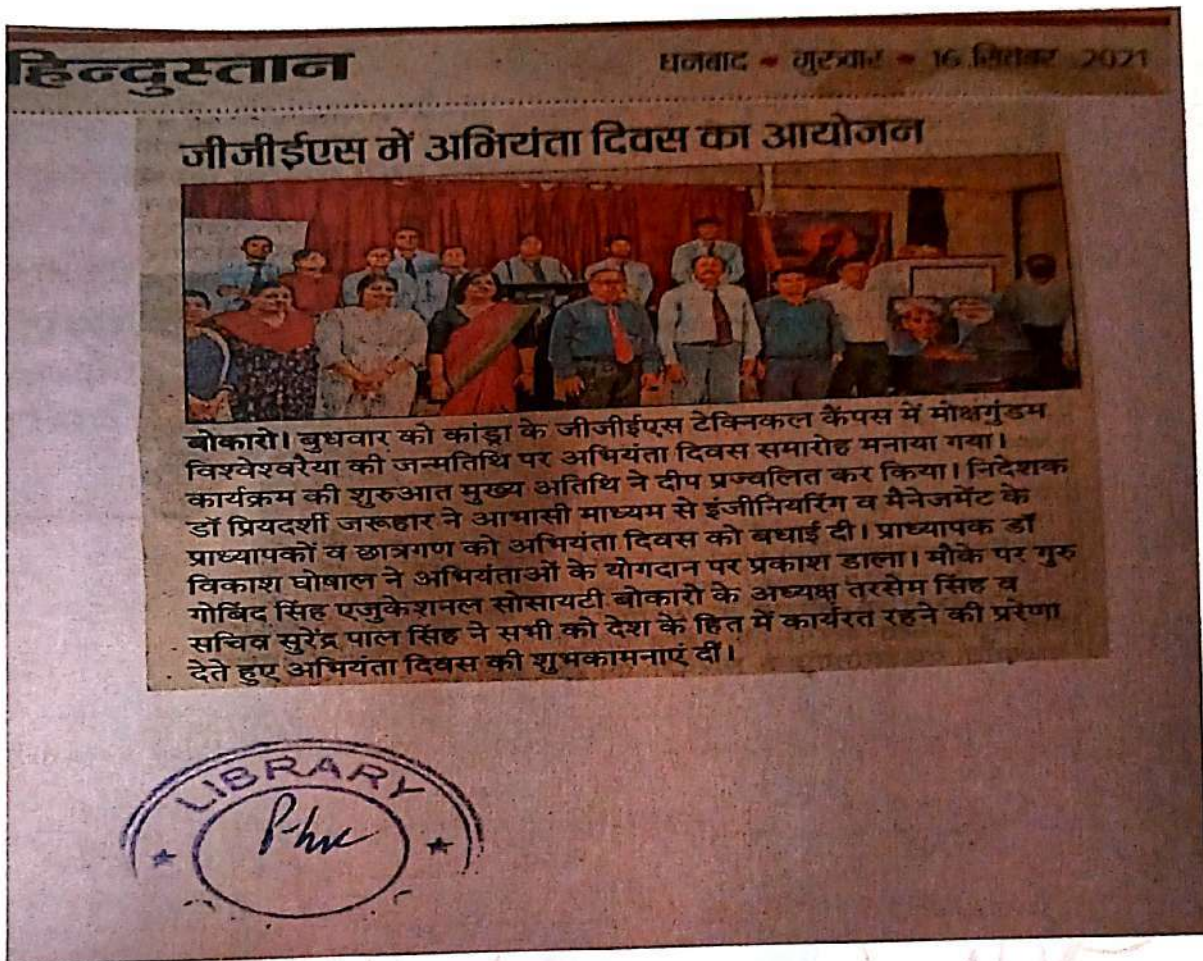 हिन्दुस्तान
धनबाद • गुरुवार • 16 सितंबर 2021
जीजीईएस में अभियंता दिवस का आयोजन
बोकारो। बुधवार को कांड्रा के जीजीईएस टेक्निकल कैंपस में मोक्षगुंडम
विश्वेश्वरैया की जन्मतिथि पर अभियंता दिवस समारोह मनाया गया।
कार्यक्रम की शुरुआत मुख्य अतिथि ने दीप प्रज्वलित कर किया। निदेशक
डॉ प्रियदर्शी जरूहार ने आभासी माध्यम से इंजीनियरिंग व मैनेजमेंट के
प्राध्यापकों व छात्रगण को अभियंता दिवस को बधाई दी। प्राध्यापक डॉ
विकाश घोषाल ने अभियंताओं के योगदान पर प्रकाश डाला। मौके पर गुरु
गोबिंद सिंह एजुकेशनल सोसायटी बोकारो के अध्यक्ष तरसेम सिंह व
सचिव सुरेंद्र पाल सिंह ने सभी को देश के हित में कार्यरत रहने की प्ररेणा
देते हुए अभियंता दिवस की शुभकामनाएं दीं।
LIBRARY